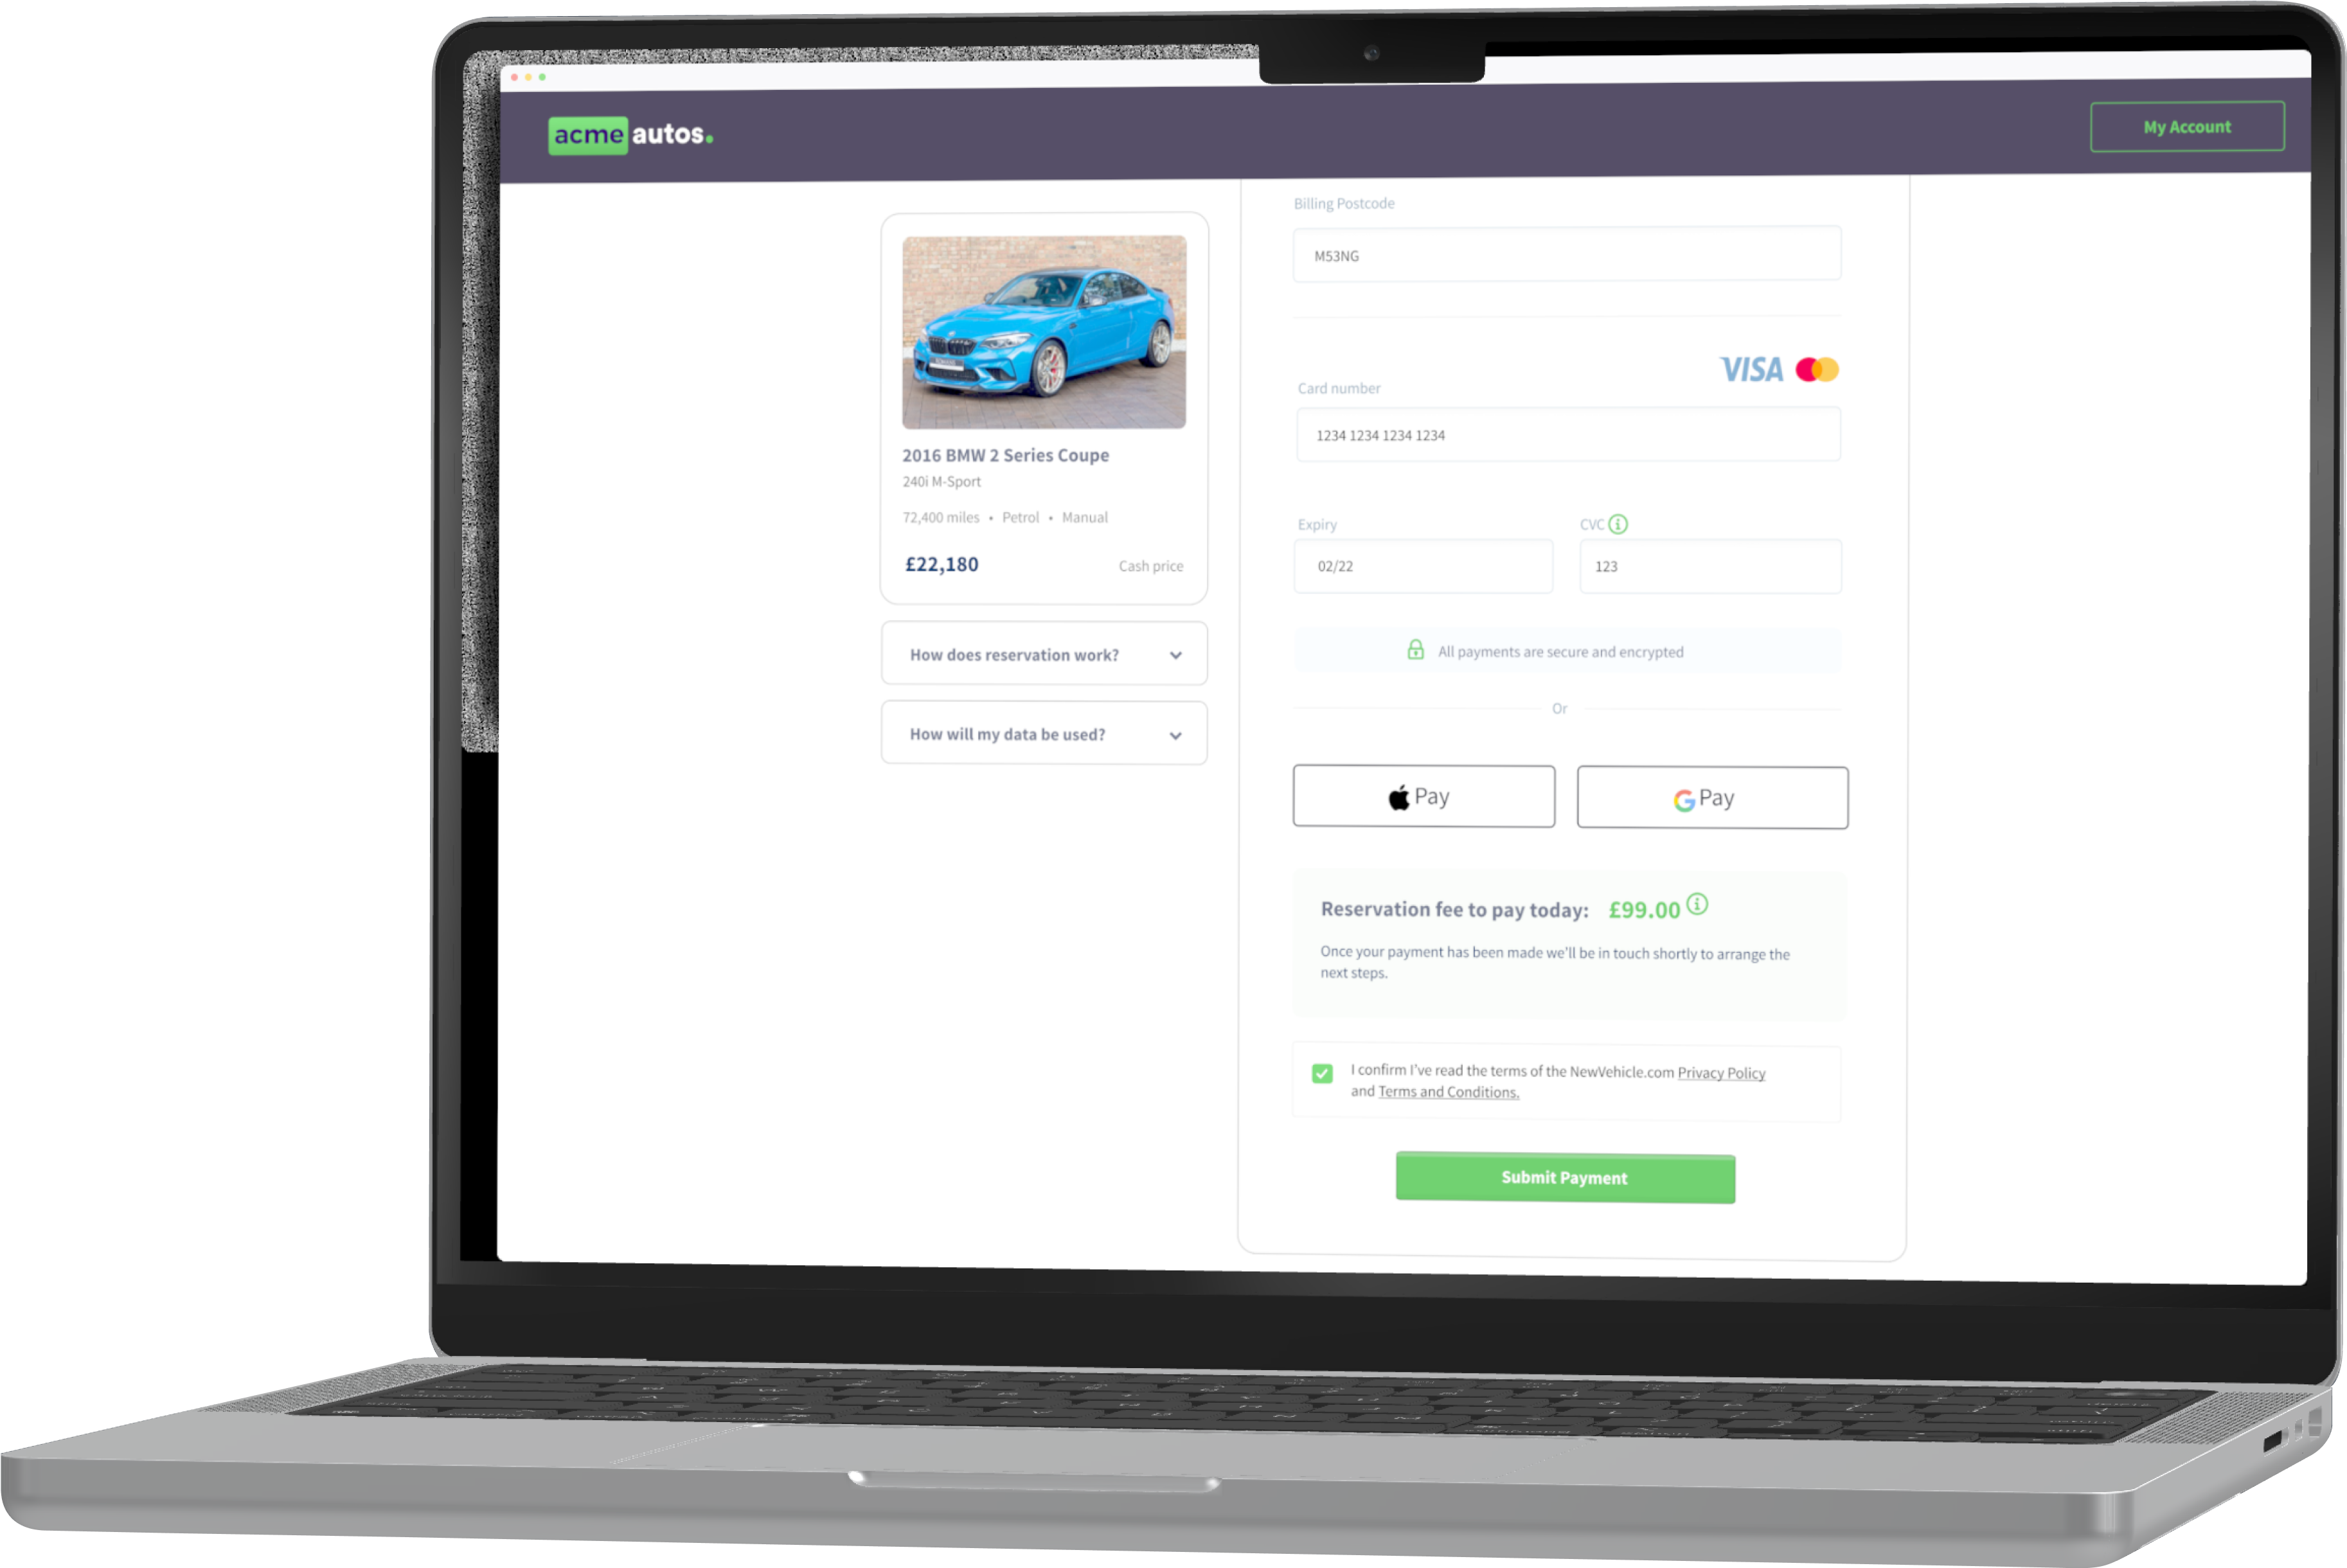 acme autos.
My Account
2016 BMW 2 Series Coupe
240i M-Sport
72,400 miles • Petrol • Manual
£22,180 Cash price
How does reservation work?
How will my data be used?
Billing Postcode
M53NG
VISA
Card number
1234 1234 1234 1234
Expiry
CVC
02/22
123
All payments are secure and encrypted
Or
Pay
G Pay
Reservation fee to pay today: £99.00
Once your payment has been made we'll be in touch shortly to arrange the
next steps.
I confirm I've read the terms of the NewVehicle.com Privacy Policy
and Terms and Conditions.
Submit Payment